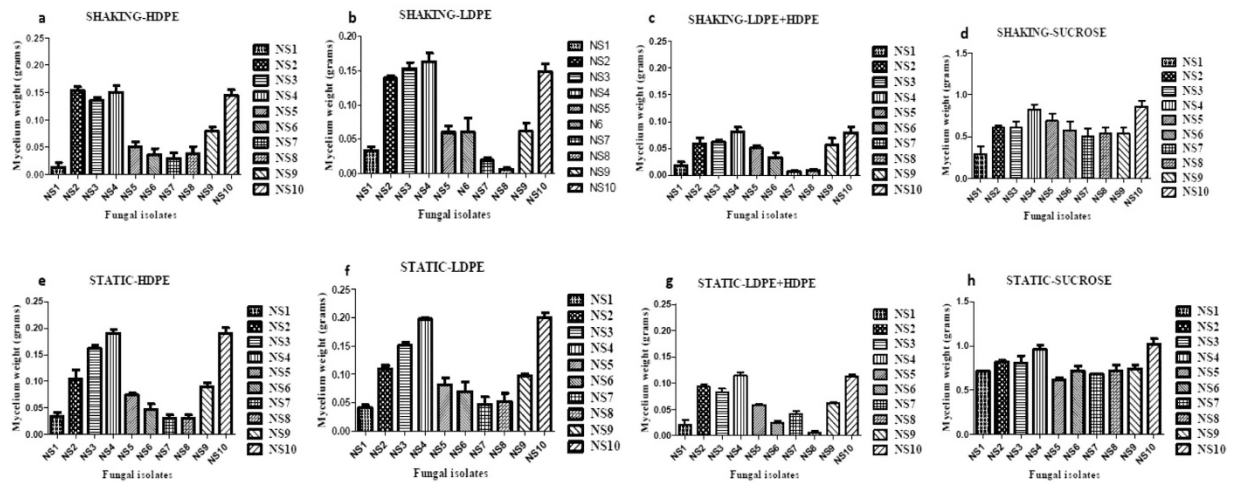 a
SHAKING-HDPE
Mycelium weight (grams)
0.25
0.20
0.15
0.10
0.05
0.00
NS1 NS2 NS3 NS4 NS5 NS6 NS7 NS8 NS9 NS10
Fungal isolates
NS1
NS2
NS3
NS4
NS5
NS6
NS7
NS8
NS9
NS10
b
SHAKING-LDPE
Mycelium weight (grams)
0.20
0.15
0.10
0.05
0.00
NS1 NS2 NS3 NS4 NS5 N6 NS7 NS8 NS9 NS10
Fungal isolates
NS1
NS2
NS3
NS4
NS5
N6
NS7
NS8
NS9
NS10
c
SHAKING-LDPE+HDPE
Mycelium weight (grams)
0.25
0.20
0.15
0.10
0.05
0.00
NS1 NS2 NS3 NS4 NS5 NS6 NS7 NS8 NS9 NS10
Fungal isolates
NS1
NS2
NS3
NS4
NS5
NS6
NS7
NS8
NS9
NS10
d
SHAKING-SUCROSE
Mycelium weight (grams)
1.5
1.0
0.5
0.0
NS1 NS2 NS3 NS4 NS5 NS6 NS7 NS8 NS9 NS10
Fungal isolates
NS1
NS2
NS3
NS4
NS5
NS6
NS7
NS8
NS9
NS10
e
STATIC-HDPE
Mycelium weight (grams)
0.25
0.20
0.15
0.10
0.05
0.00
NS1 NS2 NS3 NS4 NS5 NS6 NS7 NS8 NS9 NS10
Fungal isolates
NS1
NS2
NS3
NS4
NS5
NS6
NS7
NS8
NS9
NS10
f
STATIC-LDPE
Mycelium weight (grams)
0.25
0.20
0.15
0.10
0.05
0.00
NS1 NS2 NS3 NS4 NS5 NS6 NS7 NS8 NS9 NS10
Fungal isolates
NS1
NS2
NS3
NS4
NS5
NS6
NS7
NS8
NS9
NS10
g
STATIC-LDPE+HDPE
Mycelium weight (grams)
0.25
0.20
0.15
0.10
0.05
0.00
NS1 NS2 NS3 NS4 NS5 NS6 NS7 NS8 NS9 NS10
Fungal isolates
NS1
NS2
NS3
NS4
NS5
NS6
NS7
NS8
NS9
NS10
h
STATIC-SUCROSE
Mycelium weight (grams)
1.5
1.0
0.5
0.0
NS1 NS2 NS3 NS4 NS5 NS6 NS7 NS8 NS9 NS10
Fungal isolates
NS1
NS2
NS3
NS4
NS5
NS6
NS7
NS8
NS9
NS10